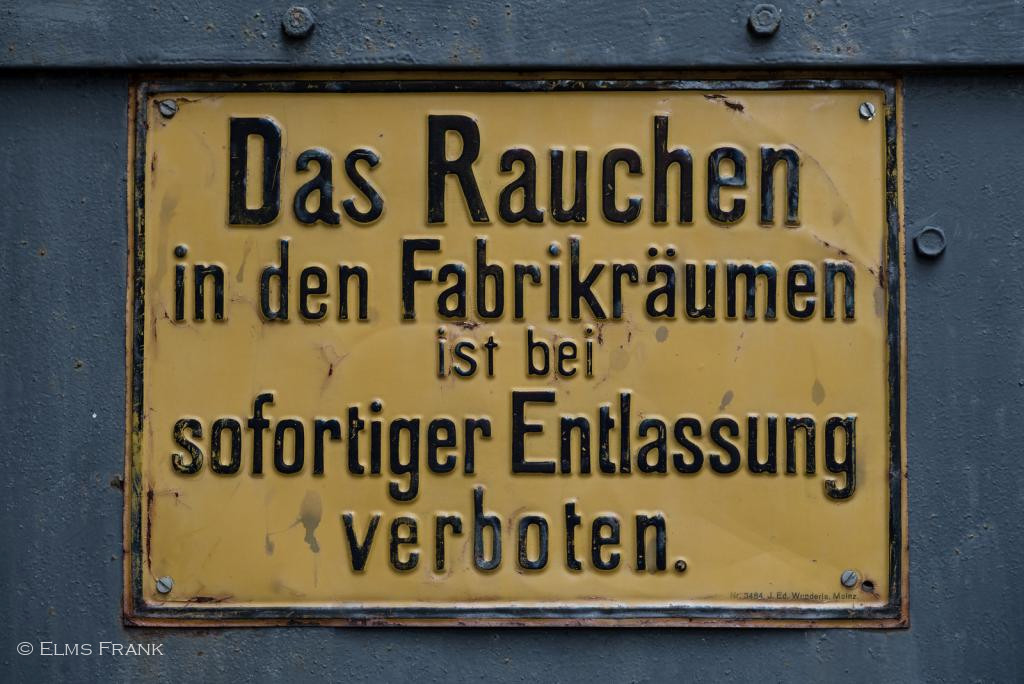 Das Rauchen
in den Fabrikräumen
ist bei
sofortiger Entlassung
verboten.
Nr. 3484. J. Ed. Wunderle, Mainz.
© ELMS FRANK